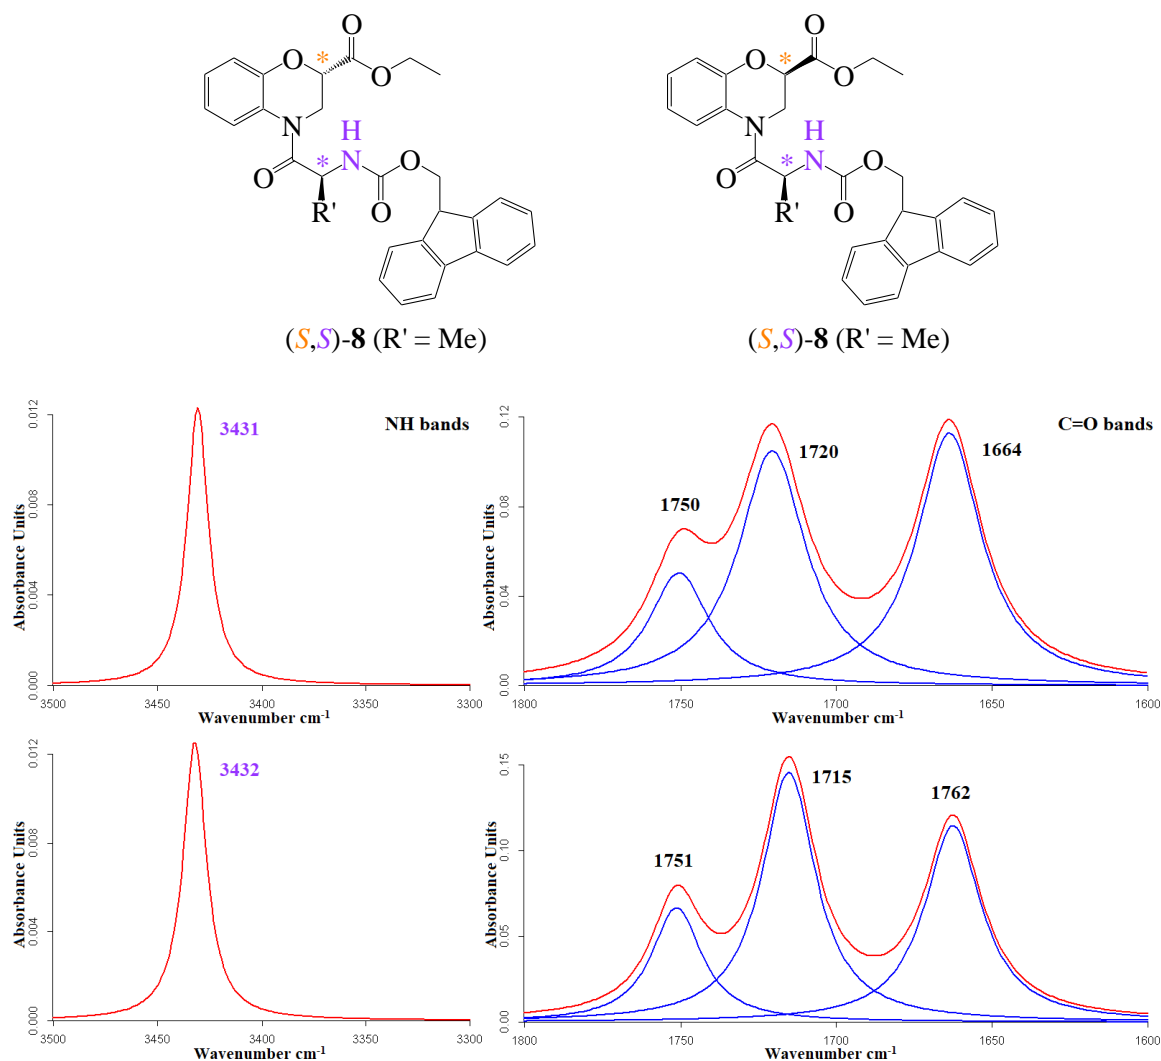 O * O
O
N H
* N O
O R' O
(S,S)-8 (R' = Me)
O * O
O
N H
* N O
O R' O
(S,S)-8 (R' = Me)
NH bands
3431
Absorbance Units
0.012
0.008
0.004
0.000
3500 3450 3400 3350 3300
Wavenumber cm-1
C=O bands
1750
1720
1664
Absorbance Units
0.12
0.08
0.04
0.00
1800 1750 1700 1650 1600
Wavenumber cm-1
3432
Absorbance Units
0.012
0.008
0.004
0.000
3500 3450 3400 3350 3300
Wavenumber cm-1
1751
1715
1762
Absorbance Units
0.15
0.10
0.05
0.00
1800 1750 1700 1650 1600
Wavenumber cm-1